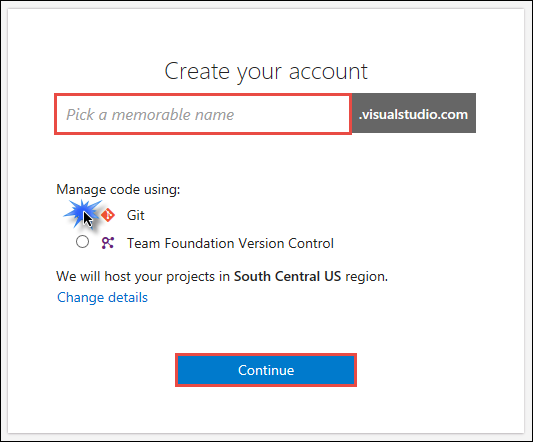 Create your account
Pick a memorable name .visualstudio.com
Manage code using:
Git
Team Foundation Version Control
We will host your projects in South Central US region.
Change details
Continue